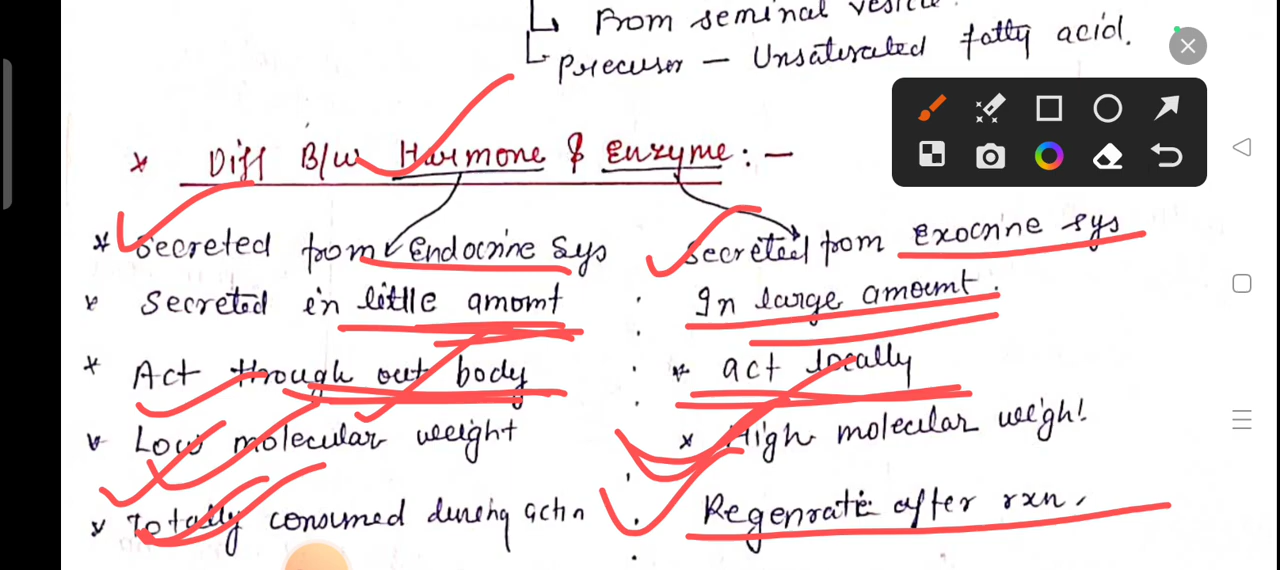 From seminal vesicle.
Precusor – Unsaturated fatty acid.
* Diff B/w Hormone & Enzyme : –
* Secreted from Endocrine Sys
Secreted from exocrine sys
* Secreted in little amount
In large amount.
* Act through out body
* act locally
* Low molecular weight
* High molecular weight
* Totally consumed during actn
Regenrate after rxn.